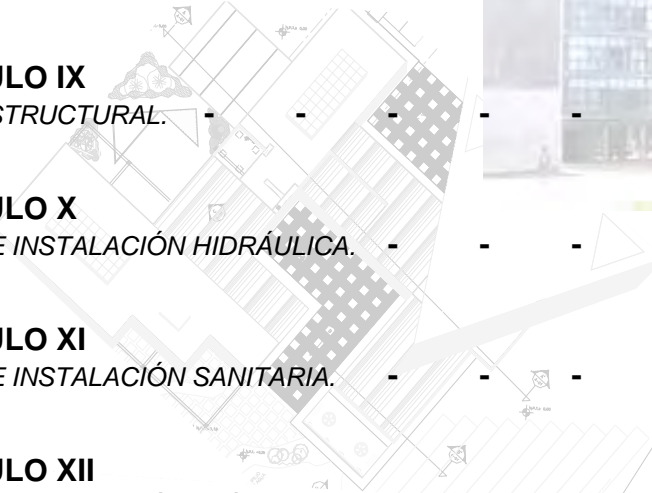 ULO IX
STRUCTURAL. - - - - -
ULO X
E INSTALACIÓN HIDRÁULICA. - - -
ULO XI
E INSTALACIÓN SANITARIA. - - -
ULO XII